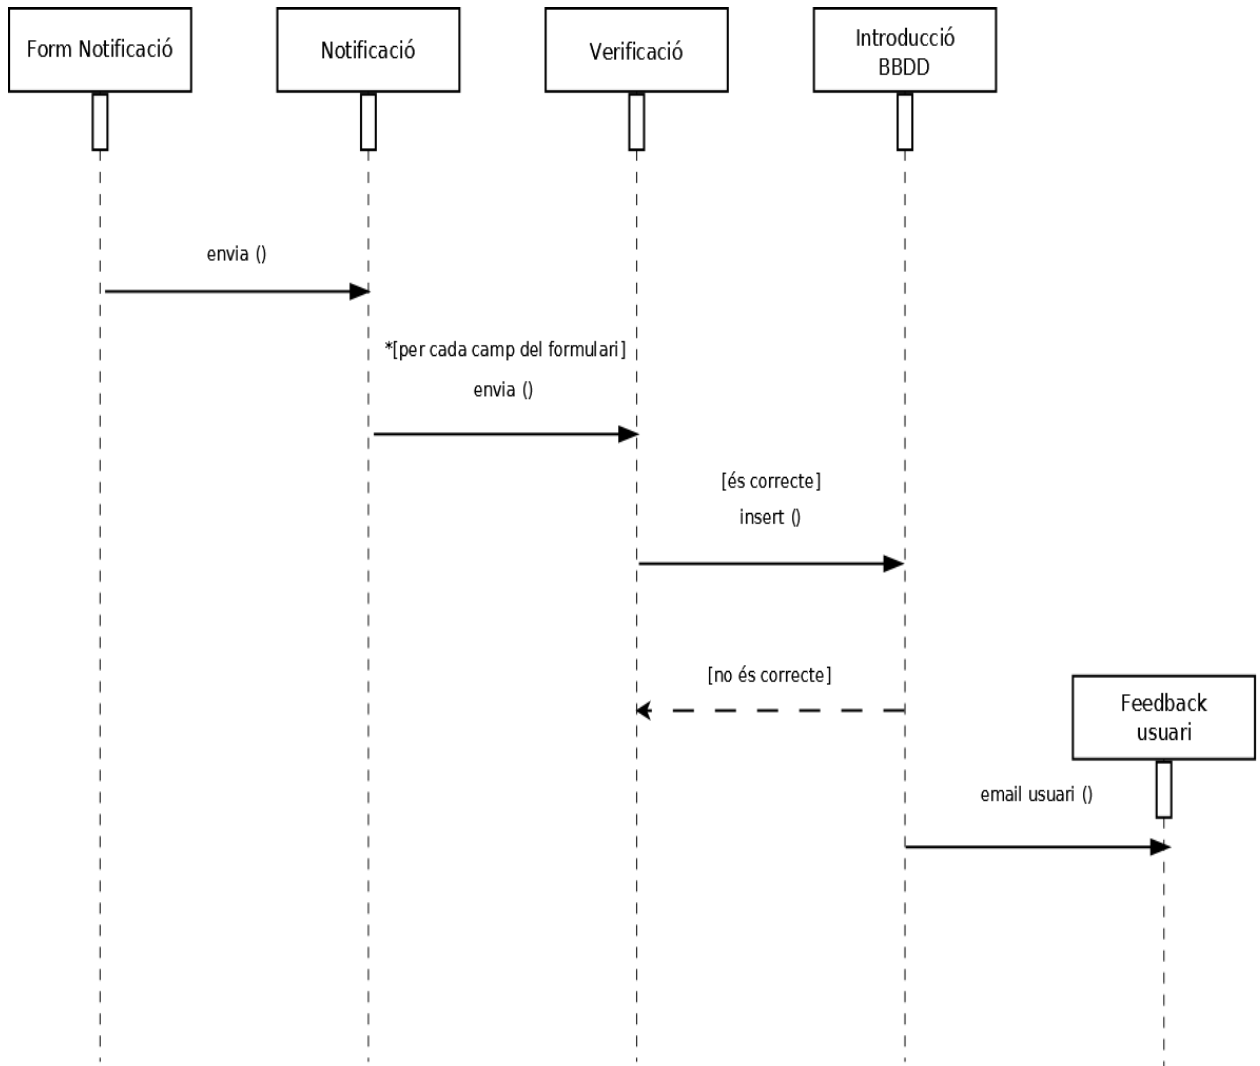 Form Notificació
Notificació
Verificació
Introducció
BBDD
envia ()
*[per cada camp del formulari]
envia ()
[és correcte]
insert ()
[no és correcte]
Feedback
usuari
email usuari ()